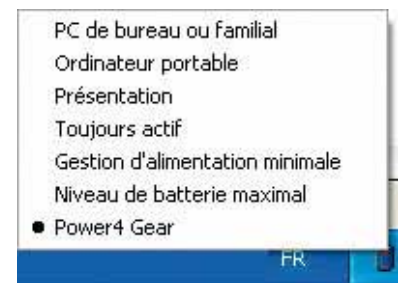 PC de bureau ou familial
Ordinateur portable
Présentation
Toujours actif
Gestion d'alimentation minimale
Niveau de batterie maximal
Power4 Gear
FR